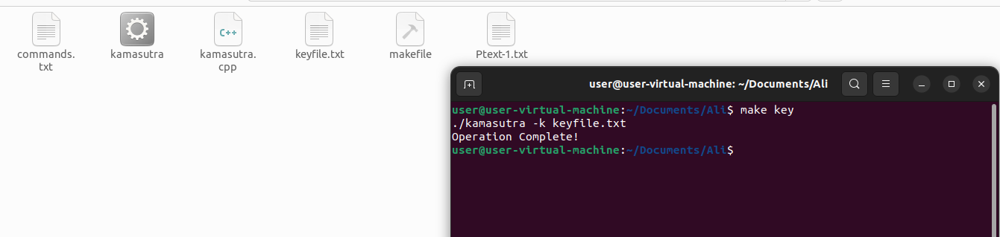 commands.
txt
kamasutra
C++
kamasutra.
cpp
keyfile.txt
makefile
Ptext-1.txt
user@user-virtual-machine: ~/Documents/Ali
user@user-virtual-machine:~/Documents/Ali$ make key
./kamasutra -k keyfile.txt
Operation Complete!
user@user-virtual-machine:~/Documents/Ali$